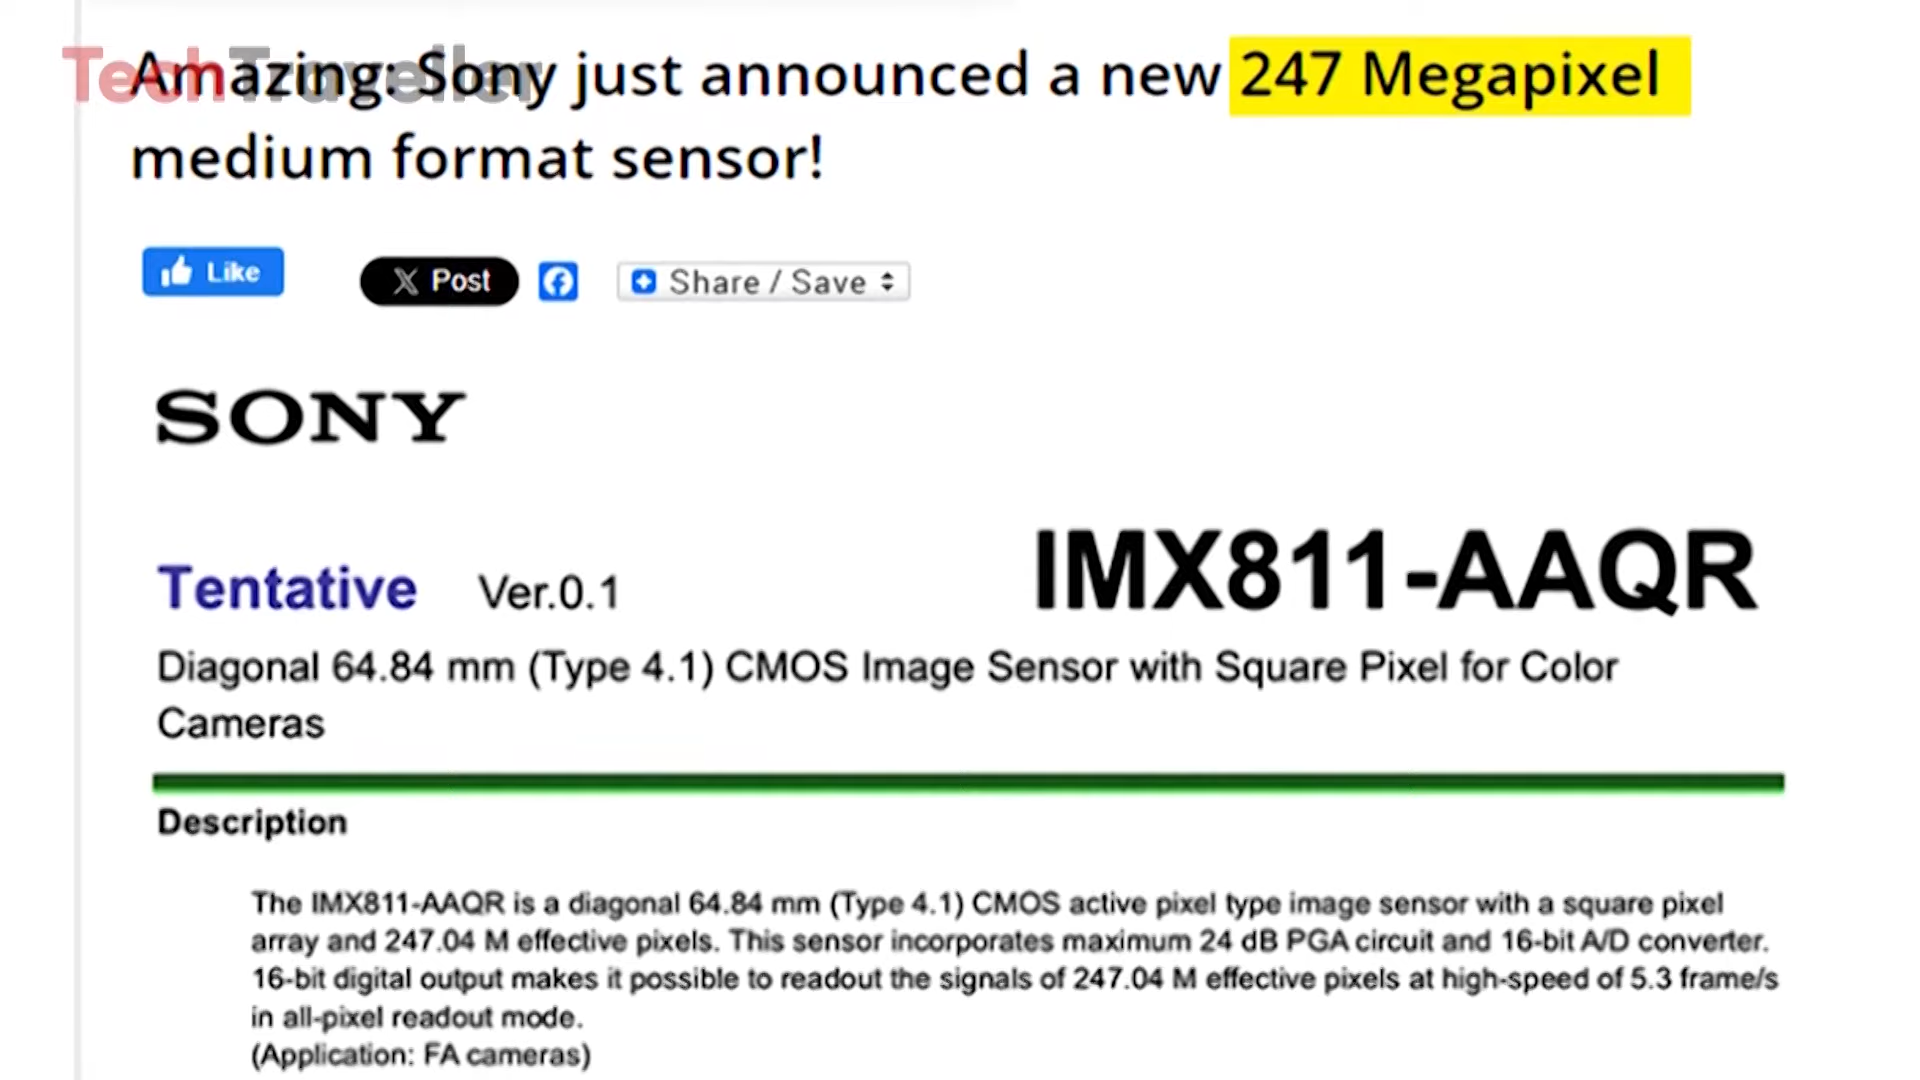 TechTraveller
Amazing: Sony just announced a new 247 Megapixel
medium format sensor!
Like
X Post
Share / Save
SONY
Tentative Ver.0.1
IMX811-AAQR
Diagonal 64.84 mm (Type 4.1) CMOS Image Sensor with Square Pixel for Color
Cameras
Description
The IMX811-AAQR is a diagonal 64.84 mm (Type 4.1) CMOS active pixel type image sensor with a square pixel
array and 247.04 M effective pixels. This sensor incorporates maximum 24 dB PGA circuit and 16-bit A/D converter.
16-bit digital output makes it possible to readout the signals of 247.04 M effective pixels at high-speed of 5.3 frame/s
in all-pixel readout mode.
(Application: FA cameras)